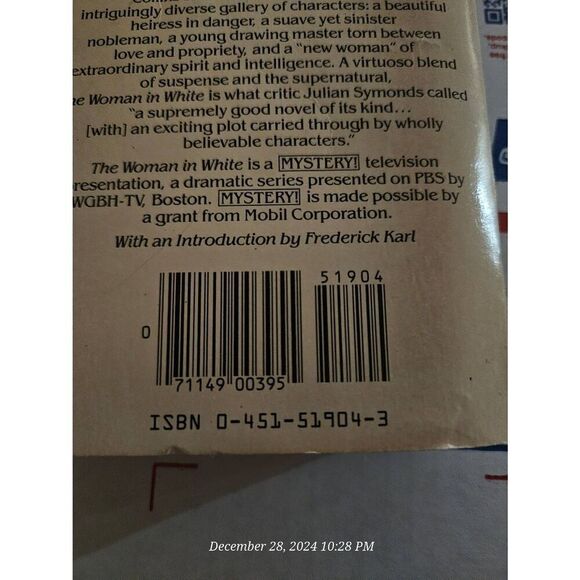 intriguingly diverse gallery of characters: a beautiful
heiress in danger, a suave yet sinister
nobleman, a young drawing master torn between
love and propriety, and a "new woman" of
extraordinary spirit and intelligence. A virtuoso blend
of suspense and the supernatural,
he Woman in White is what critic Julian Symonds called
"a supremely good novel of its kind...
[with] an exciting plot carried through by wholly
believable characters."
The Woman in White is a MYSTERY! television
resentation, a dramatic series presented on PBS by
WGBH-TV, Boston. MYSTERY! is made possible by
a grant from Mobil Corporation.
With an Introduction by Frederick Karl
51904
0
71149 00395
ISBN 0-451-51904-3
December 28, 2024 10:28 PM